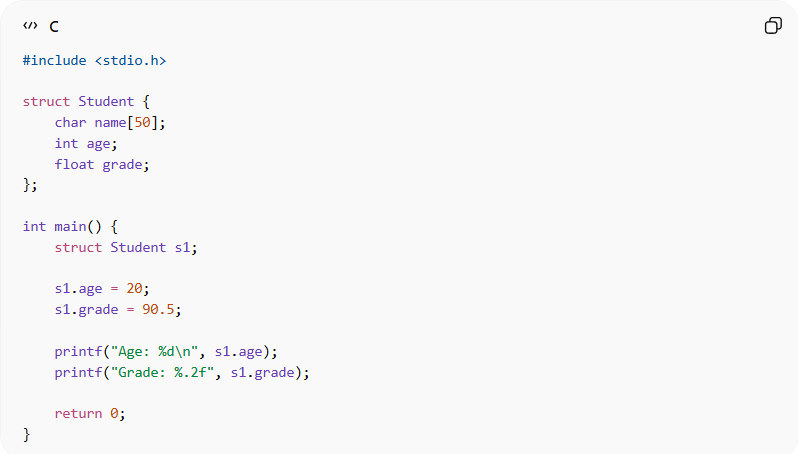 C
#include <stdio.h>
struct Student {
    char name[50];
    int age;
    float grade;
};
int main() {
    struct Student s1;
    s1.age = 20;
    s1.grade = 90.5;
    printf("Age: %d\n", s1.age);
    printf("Grade: %.2f", s1.grade);
    return 0;
}